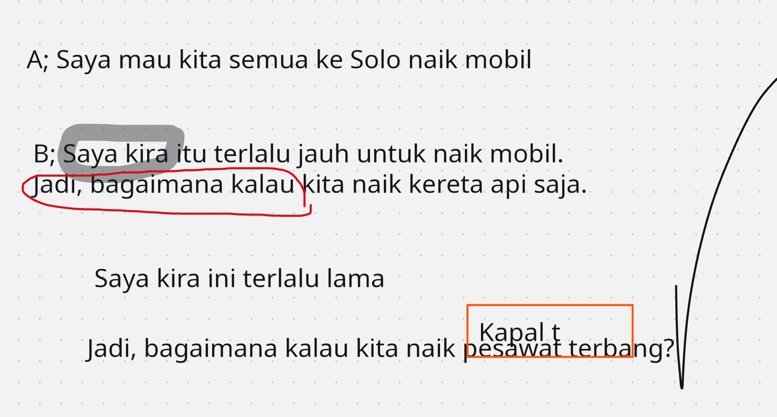 A; Saya mau kita semua ke Solo naik mobil
B; Saya kira itu terlalu jauh untuk naik mobil.
Jadi, bagaimana kalau kita naik kereta api saja.
Saya kira ini terlalu lama
Kapal t
Jadi, bagaimana kalau kita naik pesawat terbang?